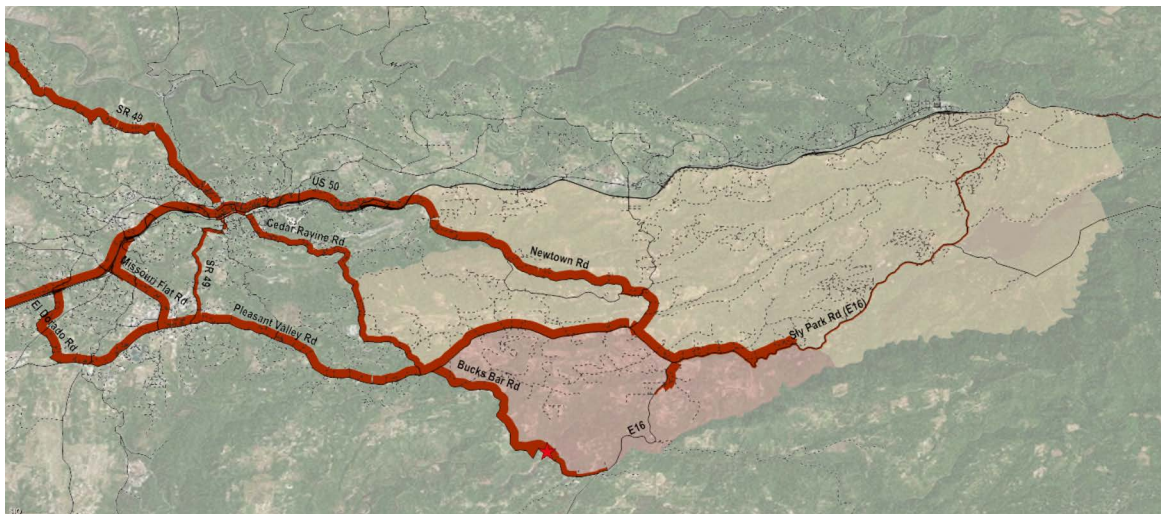 SR 49
US 50
Cedar Ravine Rd
Newtown Rd
Missouri Flat Rd
SR 49
El Dorado Rd
Pleasant Valley Rd
Sly Park Rd (E16)
Bucks Bar Rd
E16